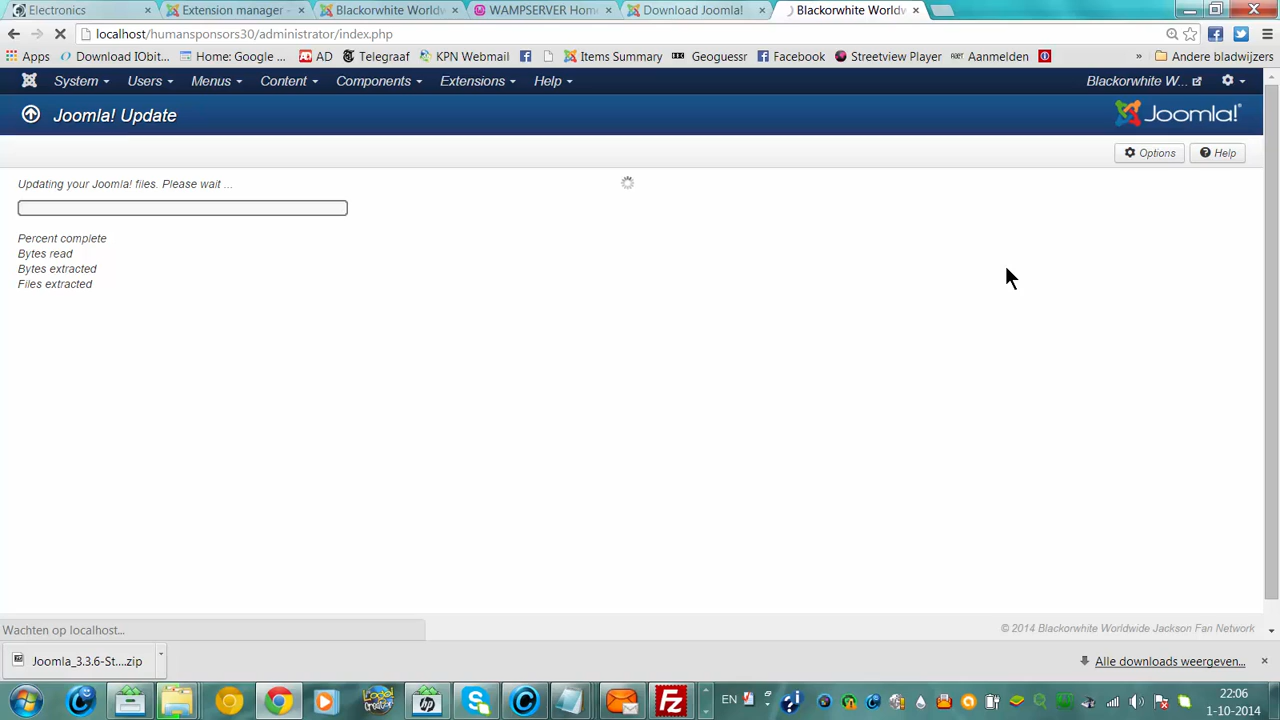 Electronics
Extension manager -
Blackorwhite Worldw
WAMPSERVER Hom
Download Joomla!
Blackorwhite Worldw
localhost/humansponsors30/administrator/index.php
Apps Download IObit... Home: Google ... AD Telegraaf KPN Webmail Items Summary Geoguessr Facebook Streetview Player Aanmelden » Andere bladwijzers
System Users Menus Content Components Extensions Help Blackorwhite W...
Joomla! Update Joomla!
Options Help
Updating your Joomla! files. Please wait ...
Percent complete
Bytes read
Bytes extracted
Files extracted
Wachten op localhost... © 2014 Blackorwhite Worldwide Jackson Fan Network
Joomla_3.3.6-St....zip Alle downloads weergeven...
EN 22:06
1-10-2014